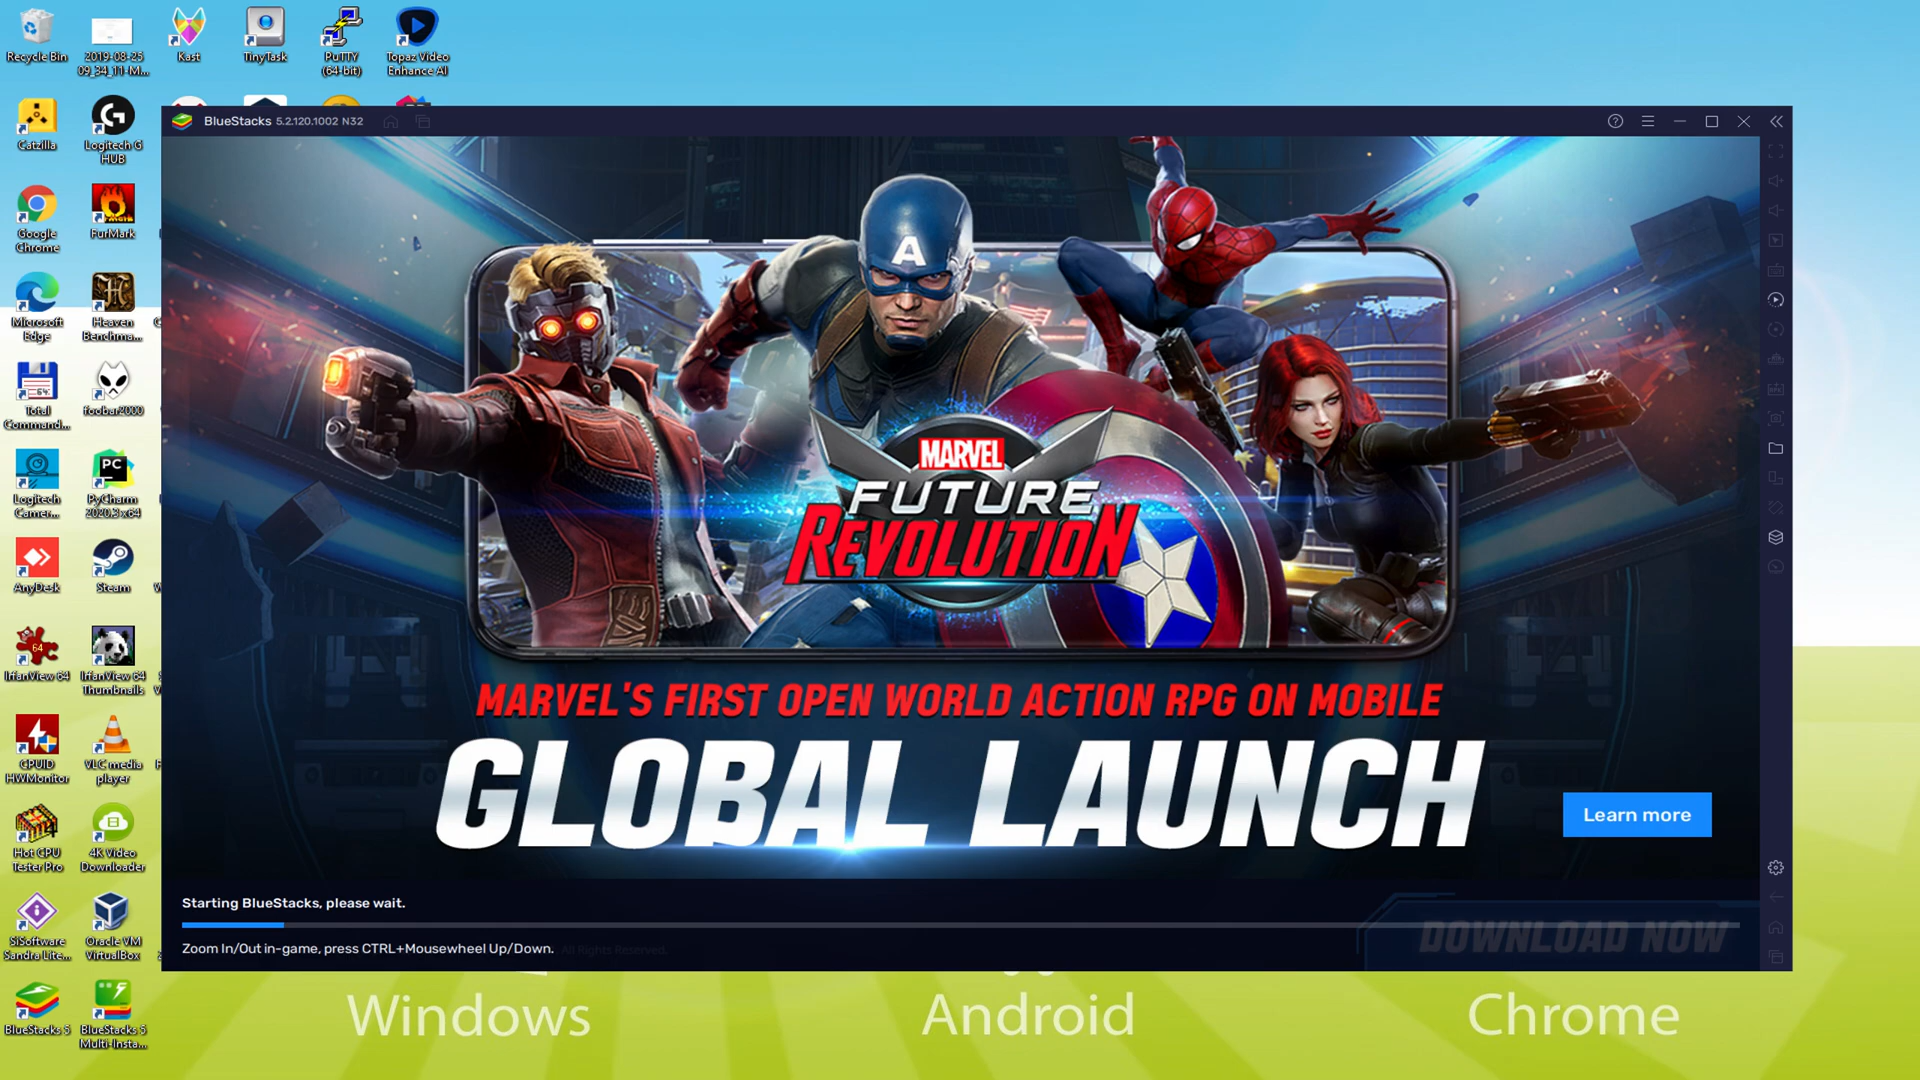 Recycle Bin
2019-08-25
09_34_11-M...
Kast
TinyTask
PuTTY
(64-bit)
Topaz Video
Enhance AI
Catzilla
Logitech G
HUB
Google
Chrome
FurMark
Microsoft
Edge
Heaven
Benchma...
Total
Command...
foobar2000
Logitech
Camer...
PyCharm
2020.3 x64
AnyDesk
Steam
IrfanView 64
IrfanView 64
Thumbnails
CPUID
HWMonitor
VLC media
player
Hot CPU
Tester Pro
4K Video
Downloader
SiSoftware
Sandra Lite...
Oracle VM
VirtualBox
BlueStacks 5
BlueStacks 5
Multi-Insta...
BlueStacks 5.2.120.1002 N32
A
MARVEL
FUTURE
REVOLUTION
MARVEL'S FIRST OPEN WORLD ACTION RPG ON MOBILE
GLOBAL LAUNCH
Learn more
Starting BlueStacks, please wait.
DOWNLOAD NOW
Zoom In/Out in-game, press CTRL+Mousewheel Up/Down. All Rights Reserved.
Windows
Android
Chrome